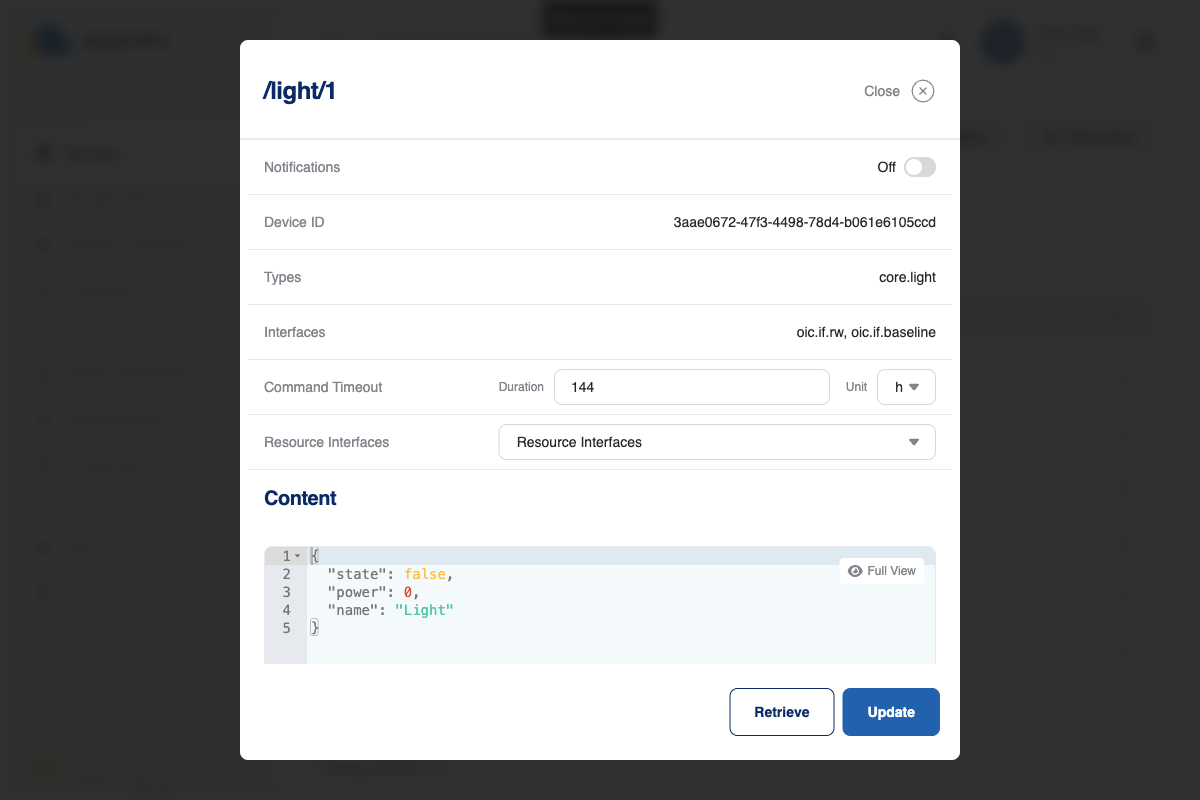 /light/1
Close
Notifications
Off
Device ID
3aae0672-47f3-4498-78d4-b061e6105ccd
Types
core.light
Interfaces
oic.if.rw, oic.if.baseline
Command Timeout
Duration
144
Unit
h
Resource Interfaces
Resource Interfaces
Content
1 {
2 "state": false,
3 "power": 0,
4 "name": "Light"
5 }
Full View
Retrieve
Update